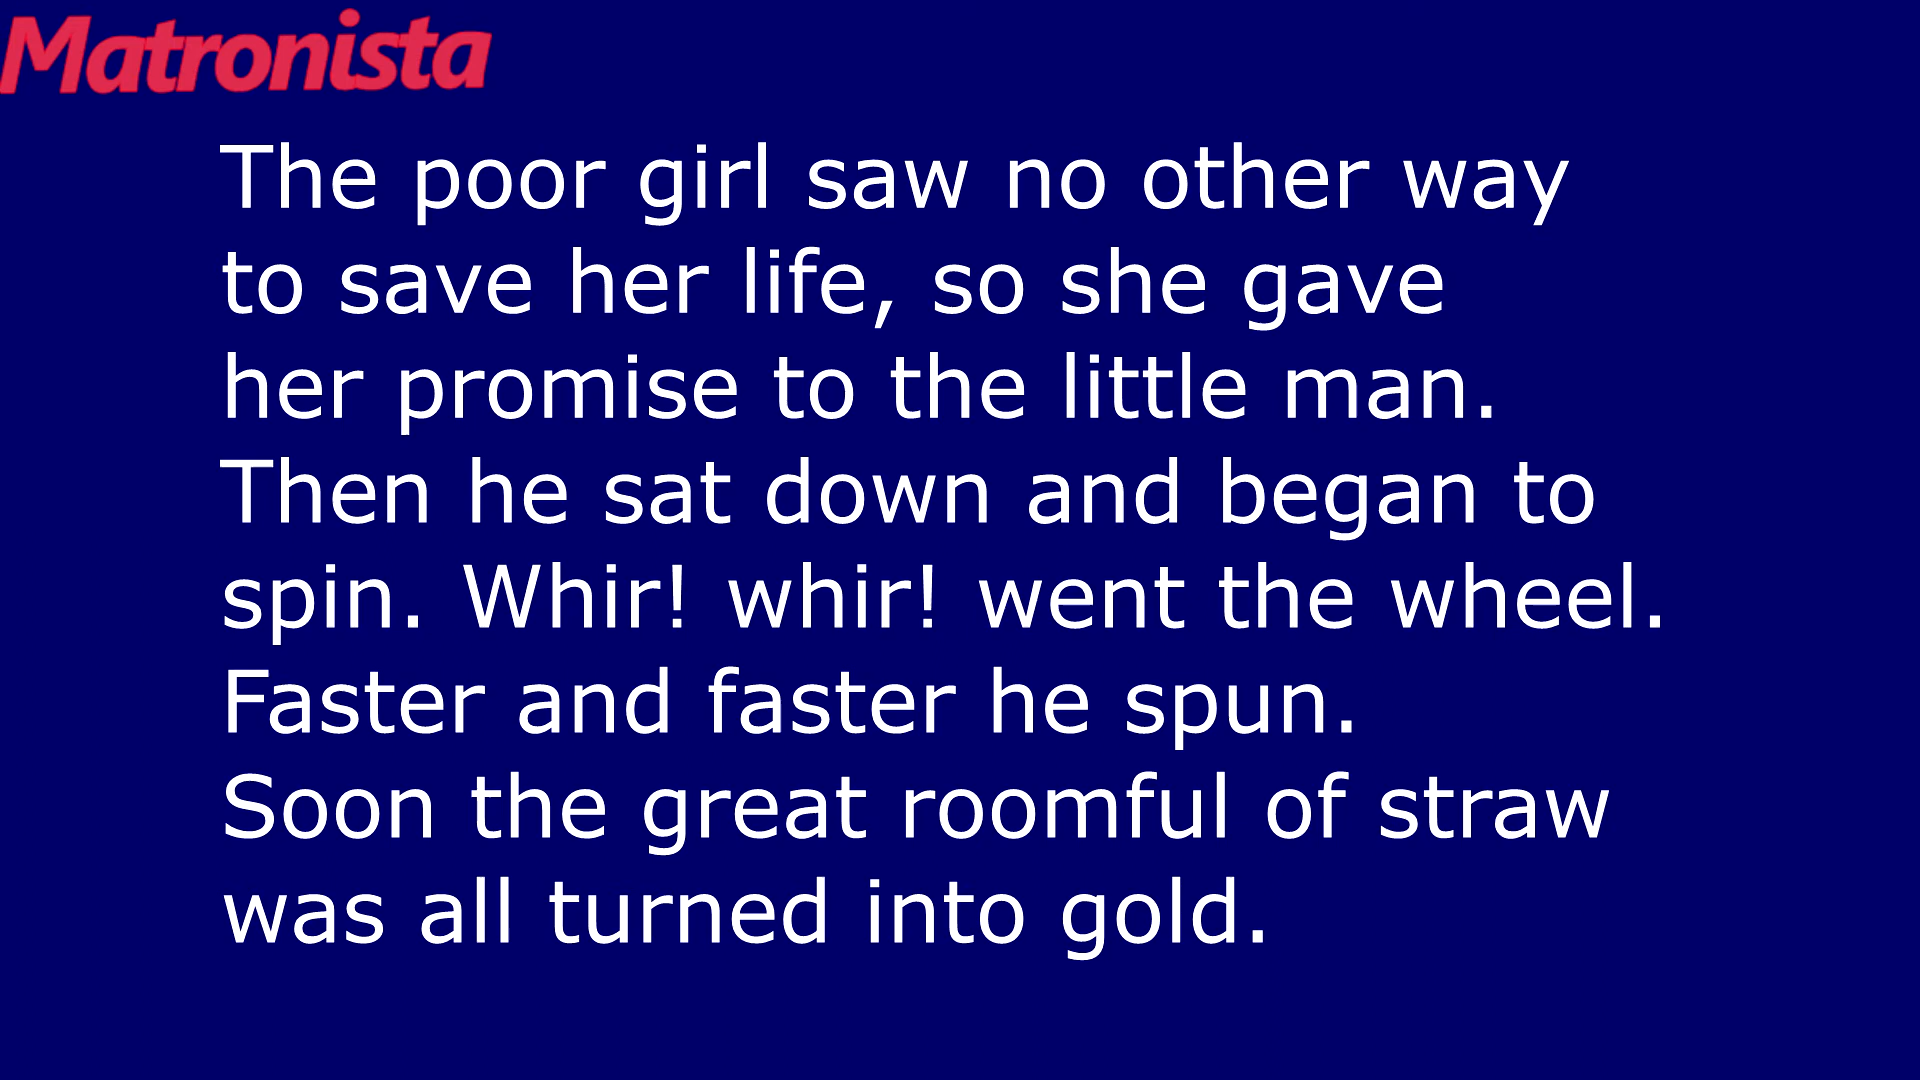 Matronista
The poor girl saw no other way
to save her life, so she gave
her promise to the little man.
Then he sat down and began to
spin. Whir! whir! went the wheel.
Faster and faster he spun.
Soon the great roomful of straw
was all turned into gold.